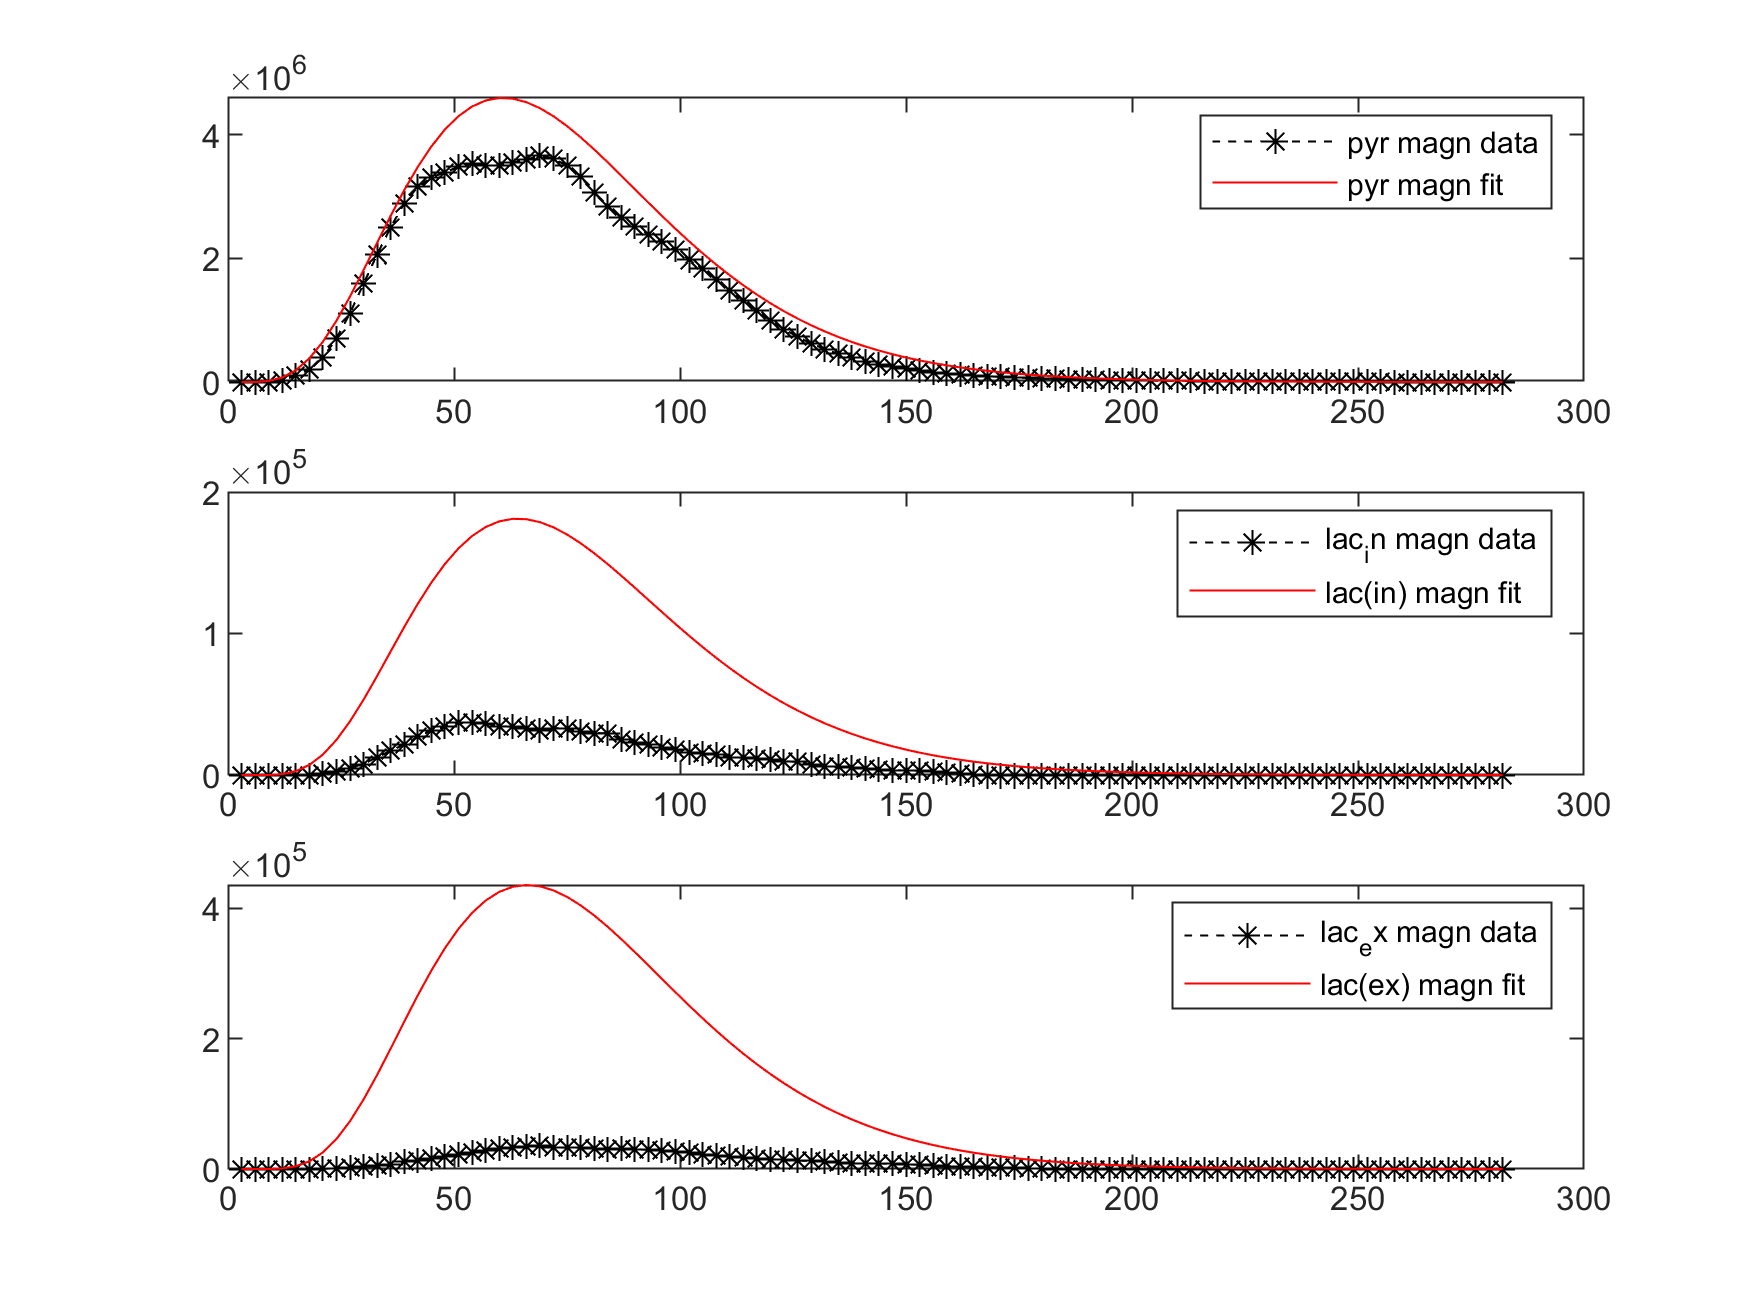 ×10^6
4
2
0
0 50 100 150 200 250 300
pyr magn data
pyr magn fit
×10^5
2
1
0
0 50 100 150 200 250 300
lac_in magn data
lac(in) magn fit
×10^5
4
2
0
0 50 100 150 200 250 300
lac_ex magn data
lac(ex) magn fit